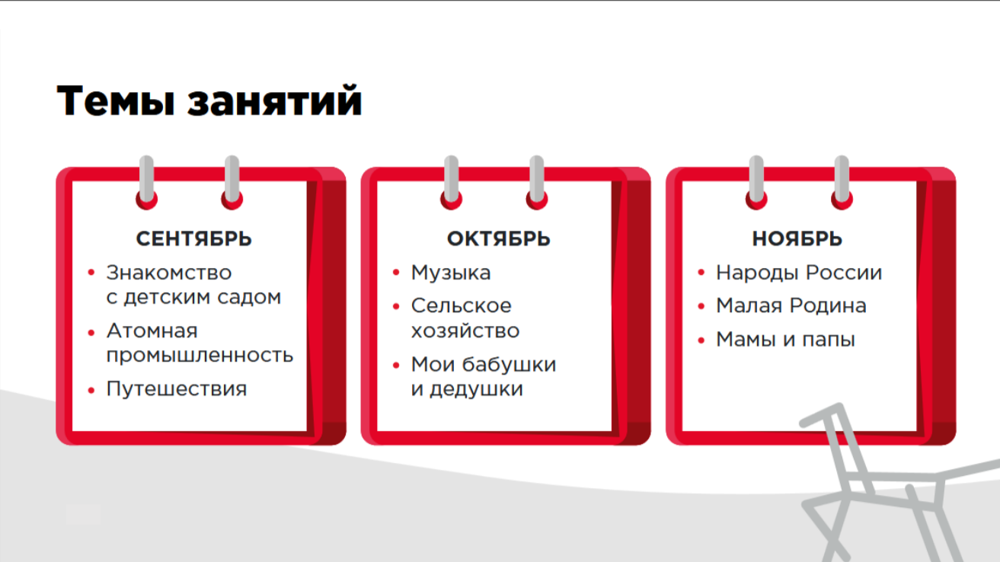 Темы занятий
СЕНТЯБРЬ
• Знакомство
с детским садом
• Атомная
промышленность
• Путешествия
ОКТЯБРЬ
• Музыка
• Сельское
хозяйство
• Мои бабушки
и дедушки
НОЯБРЬ
• Народы России
• Малая Родина
• Мамы и папы